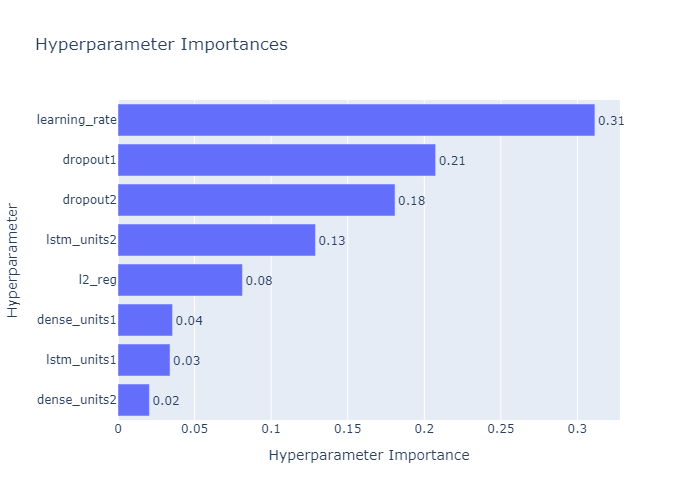 Hyperparameter Importances
learning_rate 0.31
dropout1 0.21
dropout2 0.18
lstm_units2 0.13
l2_reg 0.08
dense_units1 0.04
lstm_units1 0.03
dense_units2 0.02
0 0.05 0.1 0.15 0.2 0.25 0.3
Hyperparameter Importance
Hyperparameter